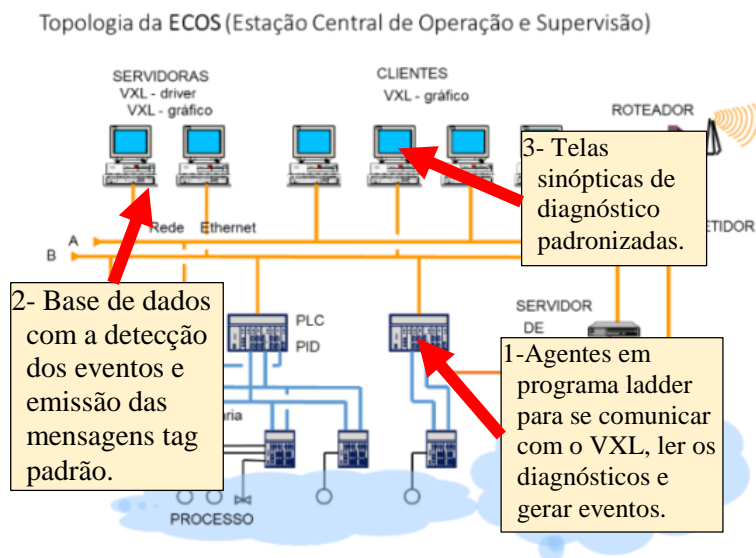 Topologia da ECOS (Estação Central de Operação e Supervisão)
SERVIDORAS
VXL - driver
VXL - gráfico
CLIENTES
VXL - gráfico
ROTEADOR
3- Telas
sinópticas de
diagnóstico
padronizadas.
Rede Ethernet
A
B
2- Base de dados
com a detecção
dos eventos e
emissão das
mensagens tag
padrão.
PLC
PID
SERVIDOR
DE
1-Agentes em
programa ladder
para se comunicar
com o VXL, ler os
diagnósticos e
gerar eventos.
PROCESSO